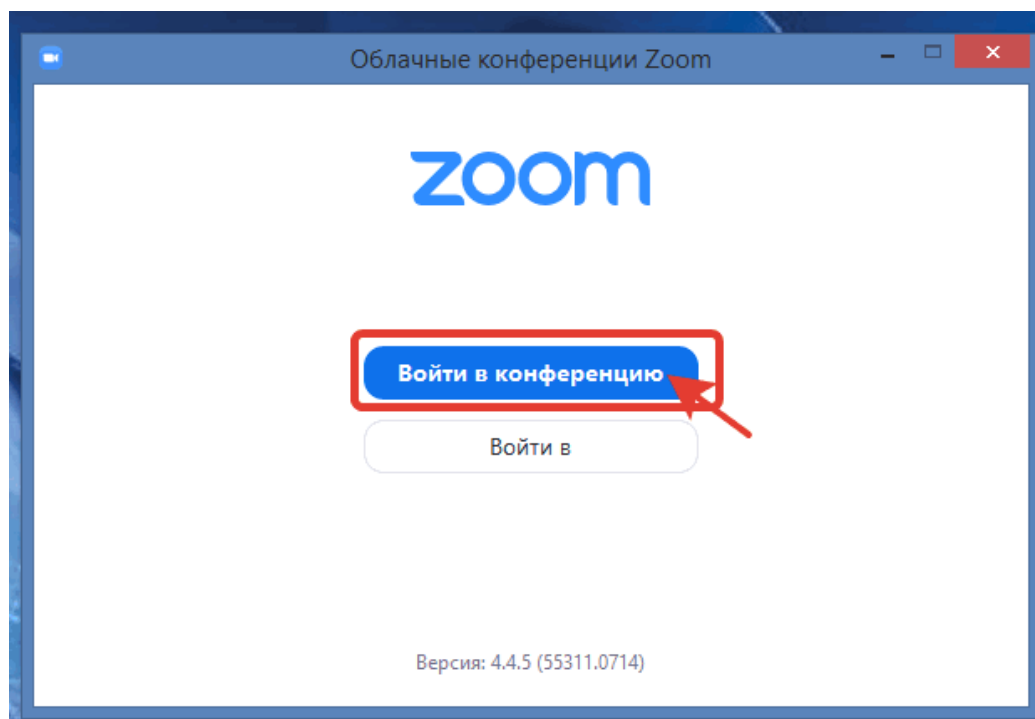 Облачные конференции Zoom
zoom
Войти в конференцию
Войти в
Версия: 4.4.5 (55311.0714)